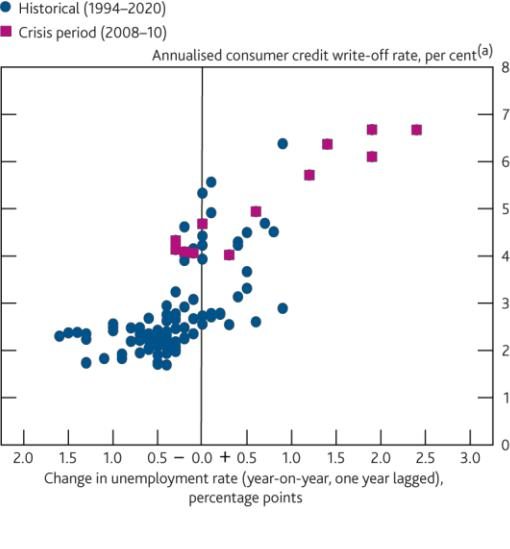 Historical (1994–2020)
Crisis period (2008–10)
Annualised consumer credit write-off rate, per cent(a)
8
7
6
5
4
3
2
1
0
2.0 1.5 1.0 0.5 – 0.0 + 0.5 1.0 1.5 2.0 2.5 3.0
Change in unemployment rate (year-on-year, one year lagged),
percentage points